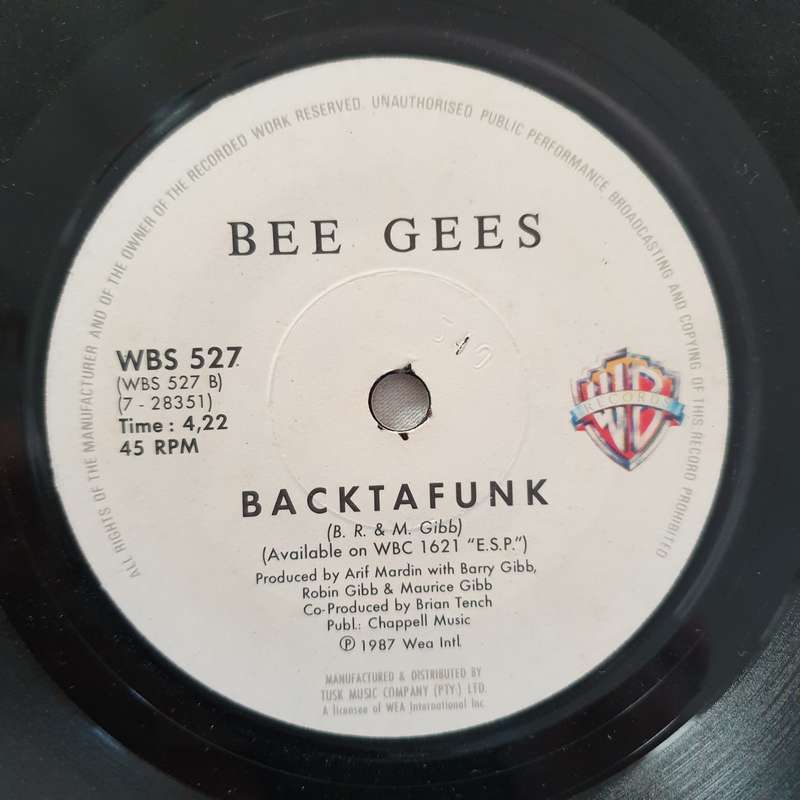 ALL RIGHTS OF THE MANUFACTURER AND OF THE OWNER OF THE RECORDED WORK RESERVED. UNAUTHORISED PUBLIC PERFORMANCE BROADCASTING AND COPYING OF THIS RECORD PROHIBITED
BEE GEES
540
WBS 527
(WBS 527 B)
(7 - 28351)
Time : 4,22
45 RPM
WB
RECORDS
BACKTAFUNK
(B. R. & M. Gibb)
(Available on WBC 1621 "E.S.P.")
Produced by Arif Mardin with Barry Gibb,
Robin Gibb & Maurice Gibb
Co-Produced by Brian Tench
Publ.: Chappell Music
℗ 1987 Wea Intl.
MANUFACTURED & DISTRIBUTED BY
TUSK MUSIC COMPANY (PTY.) LTD.
A licensee of WEA International Inc